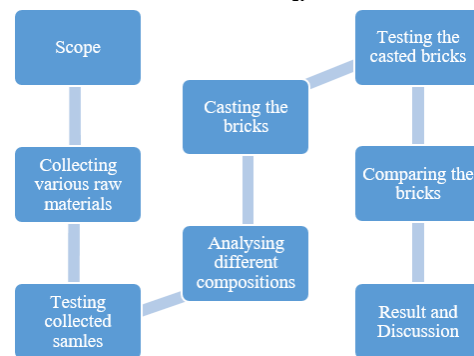 Scope
Collecting
various raw
materials
Testing
collected
samles
Analysing
different
compositions
Casting the
bricks
Testing the
casted bricks
Comparing the
bricks
Result and
Discussion